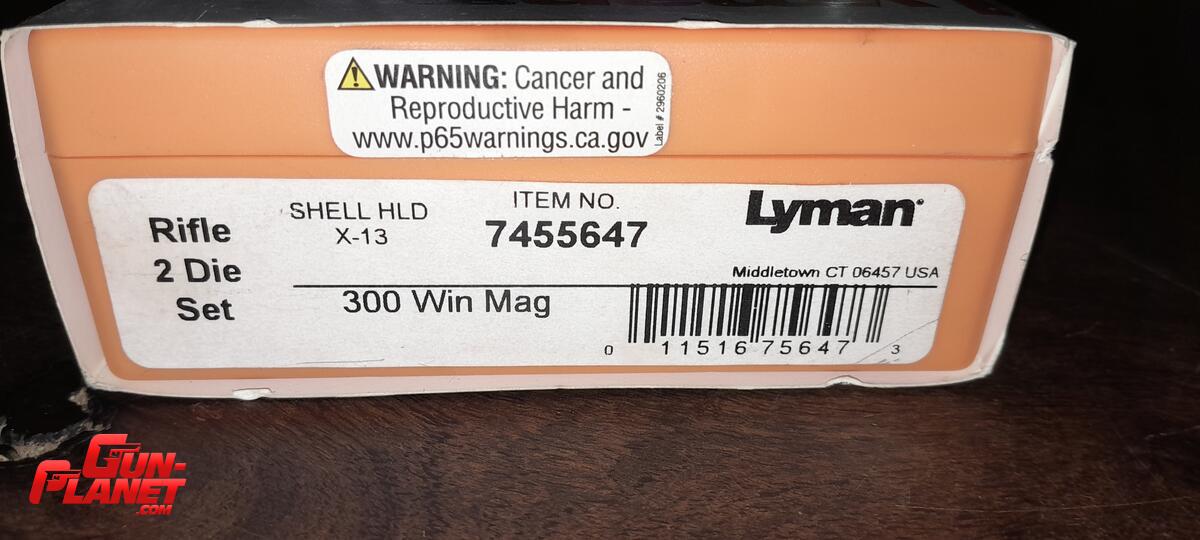 WARNING: Cancer and
Reproductive Harm -
www.p65warnings.ca.gov
Label # 2960206
Rifle
2 Die
Set
SHELL HLD
X-13
ITEM NO.
7455647
Lyman
Middletown CT 06457 USA
300 Win Mag
0 11516 75647 3
GUN-
PLANET
.COM